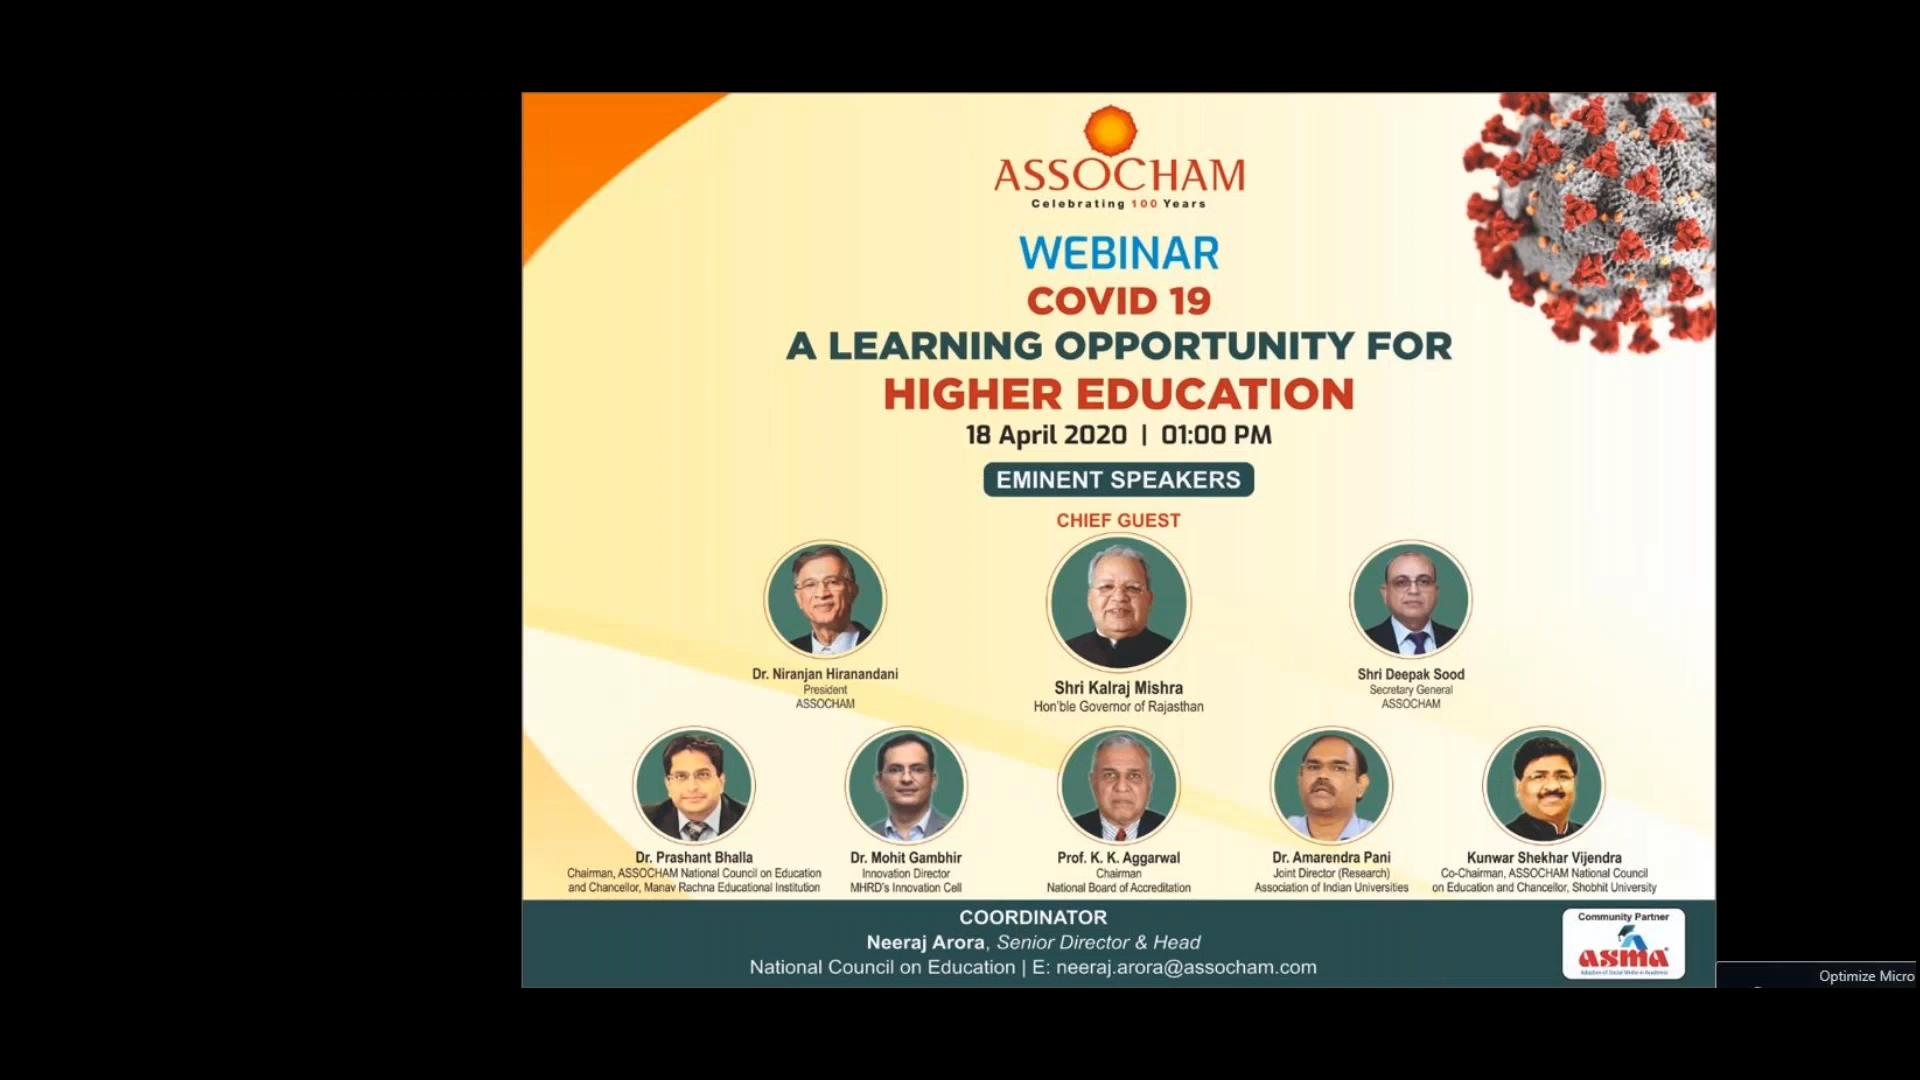 ASSOCHAM
Celebrating 100 Years
WEBINAR
COVID 19
A LEARNING OPPORTUNITY FOR
HIGHER EDUCATION
18 April 2020 | 01:00 PM
EMINENT SPEAKERS
CHIEF GUEST
Dr. Niranjan Hiranandani
President
ASSOCHAM
Shri Kalraj Mishra
Hon'ble Governor of Rajasthan
Shri Deepak Sood
Secretary General
ASSOCHAM
Dr. Prashant Bhalla
Chairman, ASSOCHAM National Council on Education
and Chancellor, Manav Rachna Educational Institution
Dr. Mohit Gambhir
Innovation Director
MHRD's Innovation Cell
Prof. K. K. Aggarwal
Chairman
National Board of Accreditation
Dr. Amarendra Pani
Joint Director (Research)
Association of Indian Universities
Kunwar Shekhar Vijendra
Co-Chairman, ASSOCHAM National Council
on Education and Chancellor, Shobhit University
COORDINATOR
Neeraj Arora, Senior Director & Head
National Council on Education | E: neeraj.arora@assocham.com
Community Partner
asma
Adoption of Social Media in Academia
Optimize Micro